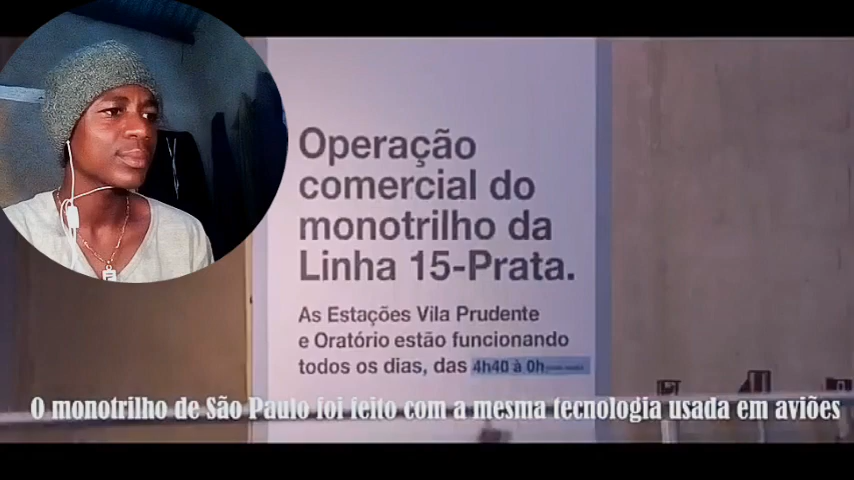 Operação
comercial do
monotrilho da
Linha 15-Prata.
As Estações Vila Prudente
e Oratório estão funcionando
todos os dias, das 4h40 à 0h
O monotrilho de São Paulo foi feito com a mesma tecnologia usada em aviões